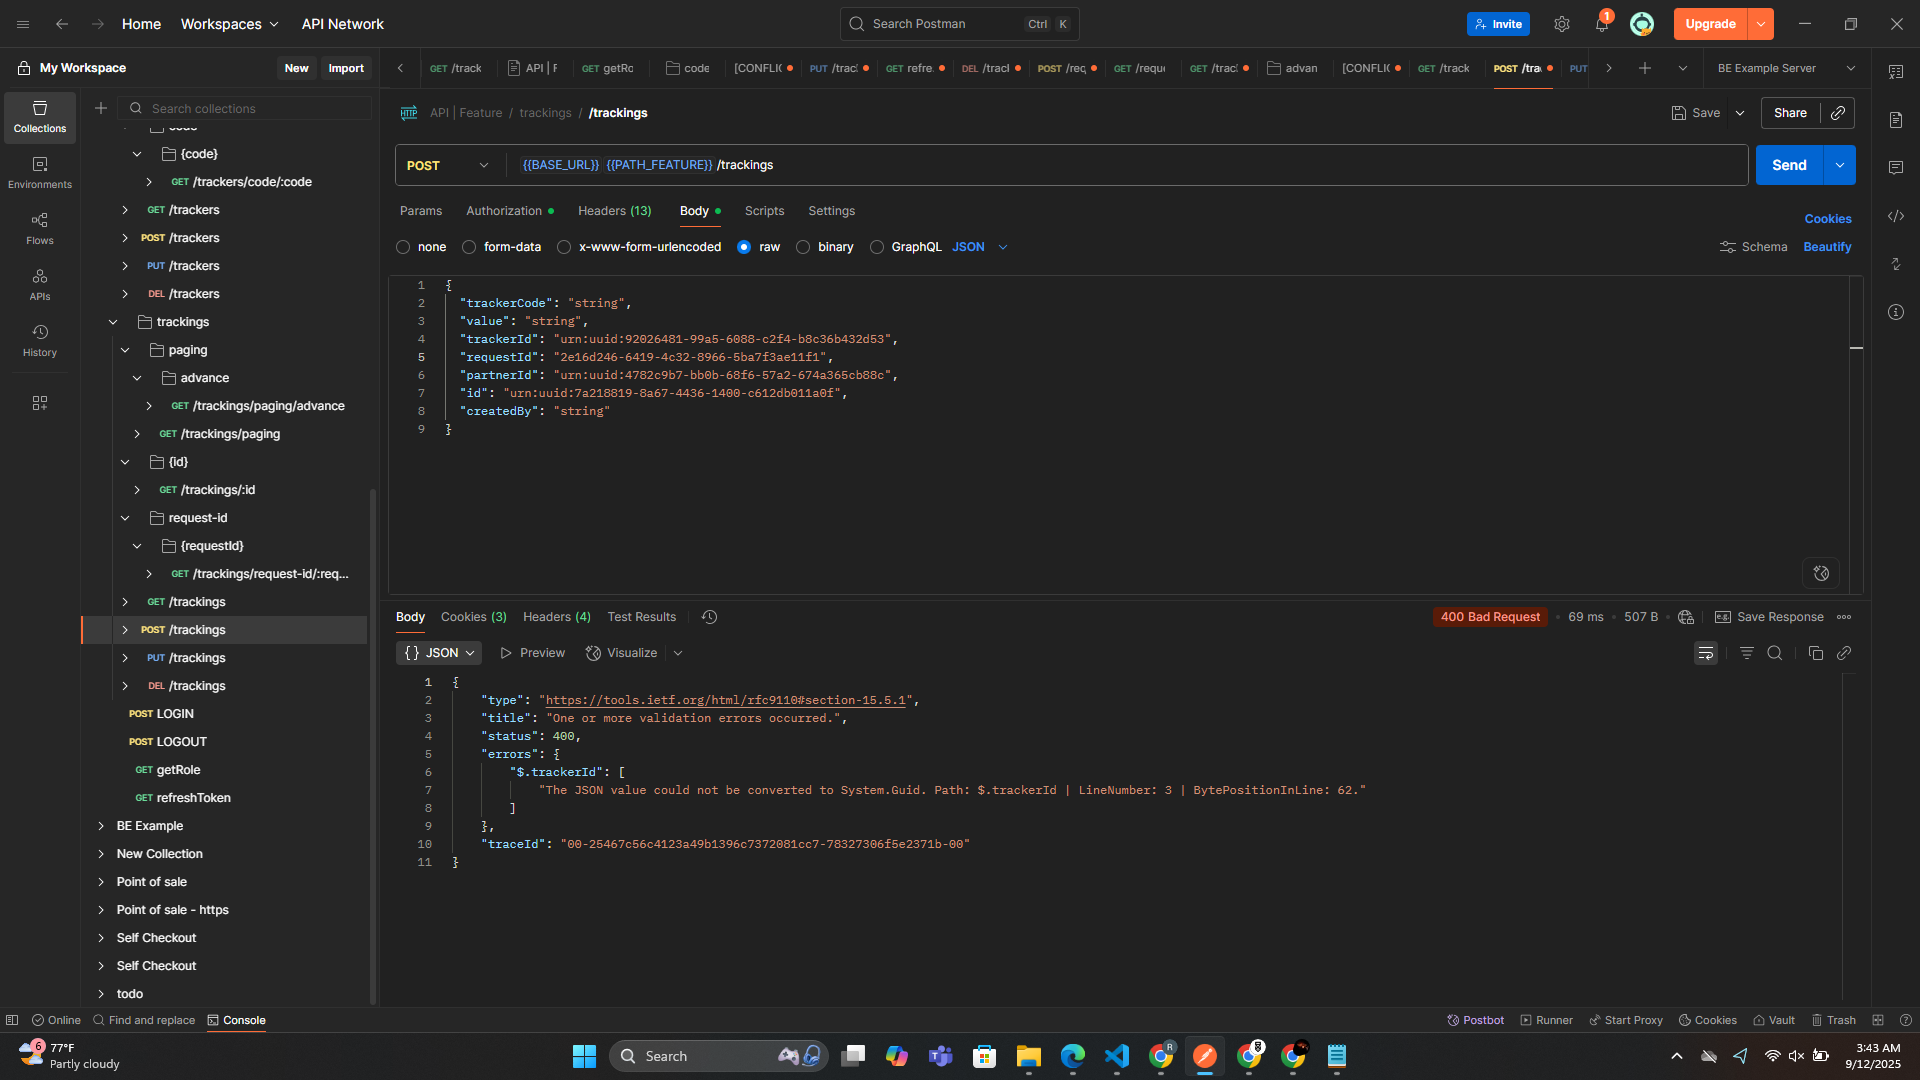 Home
Workspaces
API Network
Search Postman
Ctrl
K
Invite
1
Upgrade
My Workspace
New
Import
GET /track
API | F
GET getRo
code
[CONFLIC
PUT /track
GET refre
DEL /track
POST /req
GET /reque
GET /track
advan
[CONFLIC
GET /track
POST /tra
PUT
BE Example Server
Collections
Environments
Flows
APIs
History
Search collections
code
{code}
GET /trackers/code/:code
GET /trackers
POST /trackers
PUT /trackers
DEL /trackers
trackings
paging
advance
GET /trackings/paging/advance
GET /trackings/paging
{id}
GET /trackings/:id
request-id
{requestId}
GET /trackings/request-id/:req...
GET /trackings
POST /trackings
PUT /trackings
DEL /trackings
POST LOGIN
POST LOGOUT
GET getRole
GET refreshToken
BE Example
New Collection
Point of sale
Point of sale - https
Self Checkout
Self Checkout
todo
HTTP API | Feature / trackings / /trackings
Save
Share
POST
{{BASE_URL}} {{PATH_FEATURE}} /trackings
Send
Params
Authorization
Headers (13)
Body
Scripts
Settings
Cookies
none
form-data
x-www-form-urlencoded
raw
binary
GraphQL
JSON
Schema
Beautify
1 {
2 "trackerCode": "string",
3 "value": "string",
4 "trackerId": "urn:uuid:92026481-99a5-6088-c2f4-b8c36b432d53",
5 "requestId": "2e16d246-6419-4c32-8966-5ba7f3ae11f1",
6 "partnerId": "urn:uuid:4782c9b7-bb0b-68f6-57a2-674a365cb88c",
7 "id": "urn:uuid:7a218819-8a67-4436-1400-c612db011a0f",
8 "createdBy": "string"
9 }
Body
Cookies (3)
Headers (4)
Test Results
400 Bad Request
69 ms
507 B
e.g.
Save Response
{} JSON
Preview
Visualize
1 {
2 "type": "https://tools.ietf.org/html/rfc9110#section-15.5.1",
3 "title": "One or more validation errors occurred.",
4 "status": 400,
5 "errors": {
6 "$.trackerId": [
7 "The JSON value could not be converted to System.Guid. Path: $.trackerId | LineNumber: 3 | BytePositionInLine: 62."
8 ]
9 },
10 "traceId": "00-25467c56c4123a49b1396c7372081cc7-78327306f5e2371b-00"
11 }
Online
Find and replace
Console
Postbot
Runner
Start Proxy
Cookies
Vault
Trash
6
77°F
Partly cloudy
Search
R
3:43 AM
9/12/2025